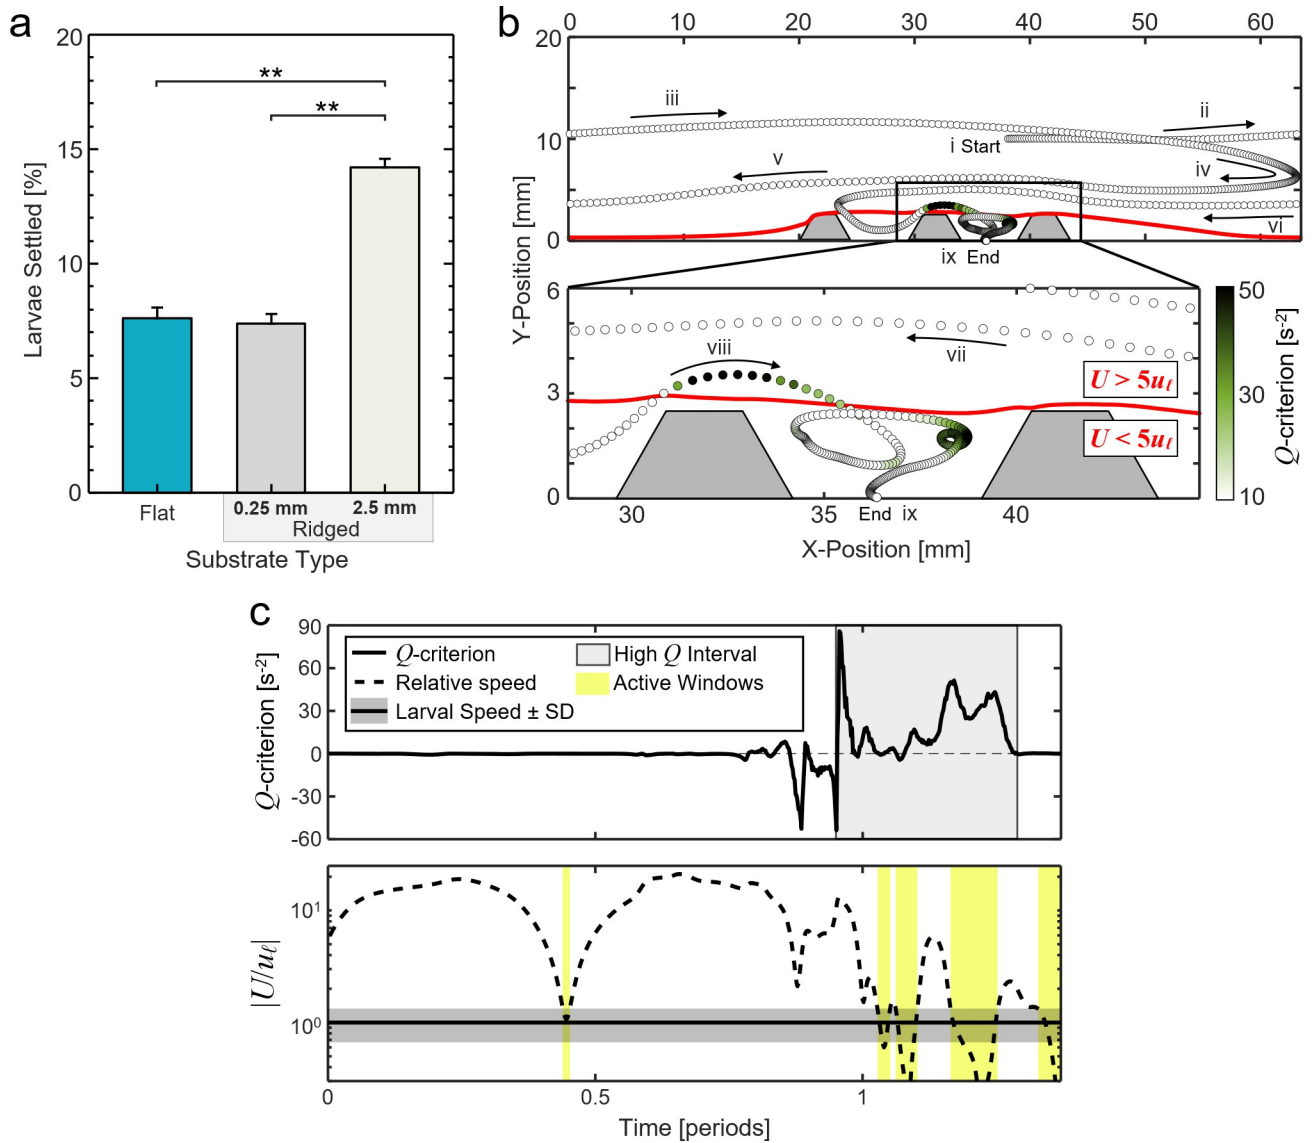 a
20
15
10
5
0
Larvae Settled [%]
**
**
Flat
0.25 mm
2.5 mm
Ridged
Substrate Type
b
0 10 20 30 40 50 60
20
10
0
Y-Position [mm]
iii
ii
i Start
iv
v
vi
ix End
6
3
0
viii
vii
U > 5uℓ
U < 5uℓ
End ix
30 35 40
X-Position [mm]
50
30
10
Q-criterion [s-2]
c
90
60
30
0
-30
-60
Q-criterion [s-2]
Q-criterion
Relative speed
Larval Speed ± SD
High Q Interval
Active Windows
10¹
10⁰
|U/uℓ|
0 0.5 1
Time [periods]